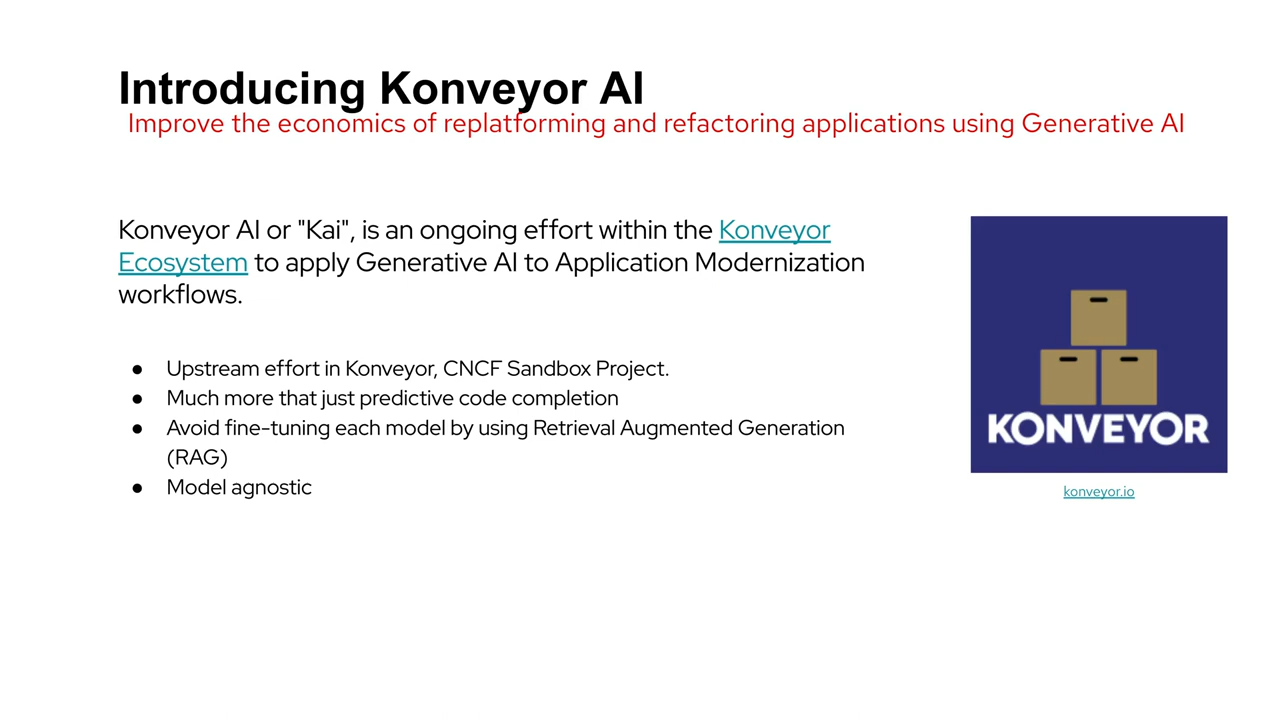 Introducing Konveyor AI
Improve the economics of replatforming and refactoring applications using Generative AI
Konveyor AI or "Kai", is an ongoing effort within the Konveyor
Ecosystem to apply Generative AI to Application Modernization
workflows.
● Upstream effort in Konveyor, CNCF Sandbox Project.
● Much more that just predictive code completion
● Avoid fine-tuning each model by using Retrieval Augmented Generation
(RAG)
● Model agnostic
KONVEYOR
konveyor.io